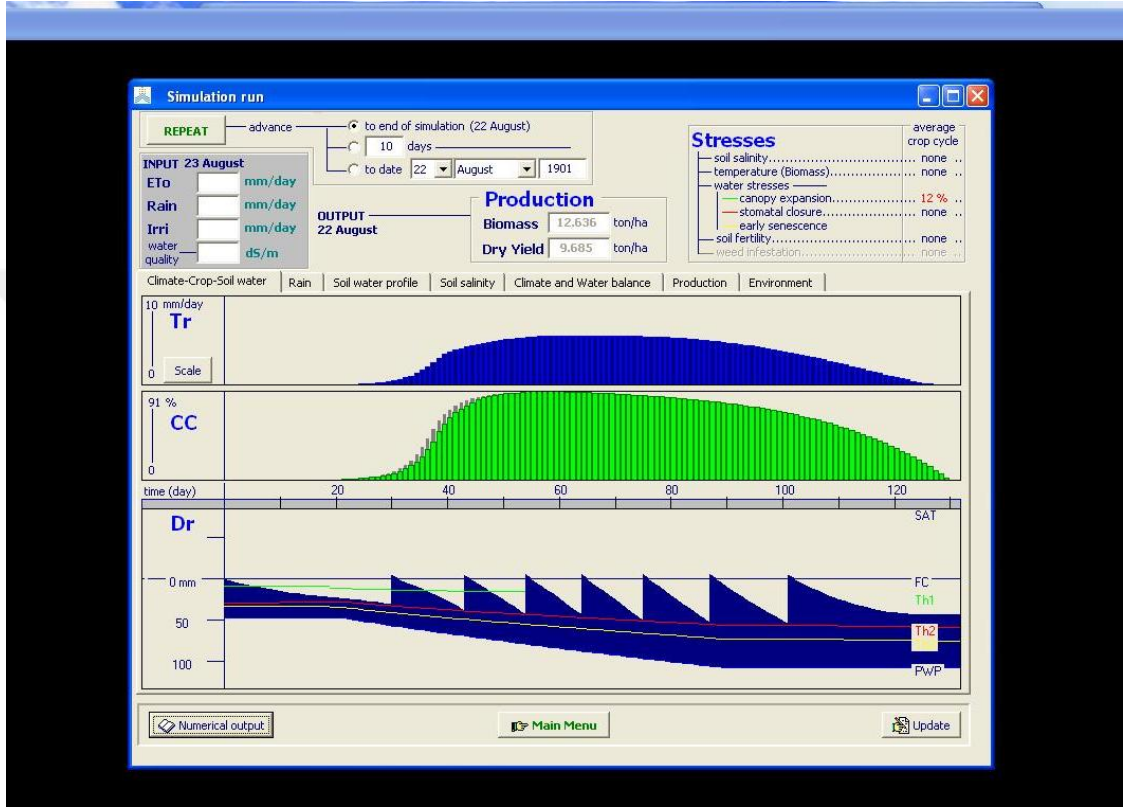 Simulation run
REPEAT
advance
to end of simulation (22 August)
10 days
to date 22 August 1901
INPUT 23 August
ETo mm/day
Rain mm/day
Irri mm/day
water quality dS/m
OUTPUT
22 August
Production
Biomass 12.636 ton/ha
Dry Yield 9.685 ton/ha
Stresses
average crop cycle
soil salinity............................ none ..
temperature (Biomass)................ none ..
water stresses
canopy expansion................ 12 % ..
stomatal closure.................. none ..
early senescence
soil fertility............................. none ..
weed infestation....................... none ..
Climate-Crop-Soil water
Rain
Soil water profile
Soil salinity
Climate and Water balance
Production
Environment
10 mm/day
Tr
0
Scale
91 %
CC
0
time (day) 20 40 60 80 100 120
Dr
SAT
0 mm
FC
Th1
50
Th2
100
PWP
Numerical output
Main Menu
Update